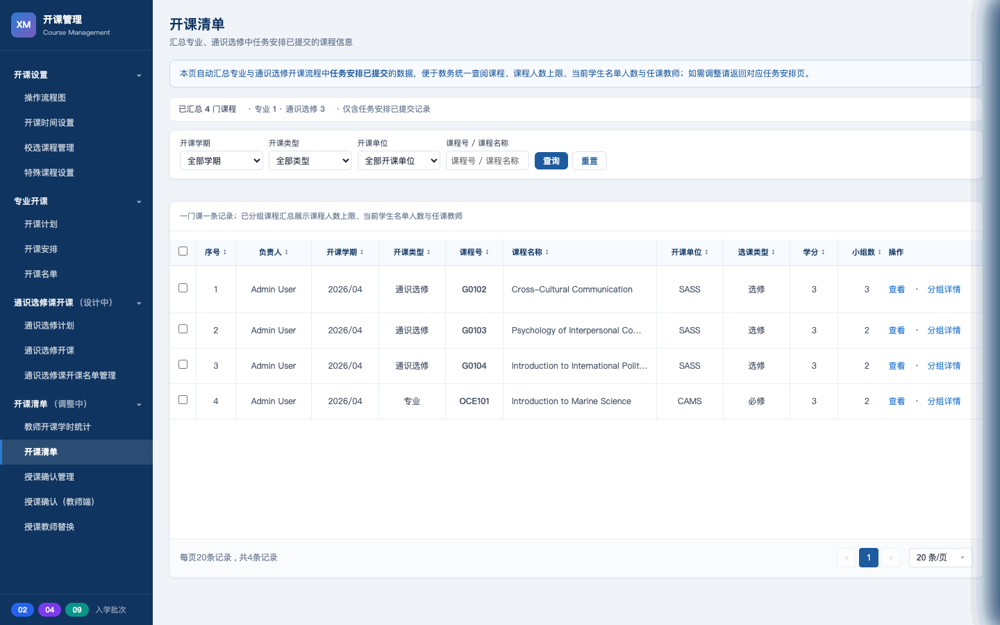 XM
开课管理
Course Management
开课设置
操作流程图
开课时间设置
校选课程管理
特殊课程设置
专业开课
开课计划
开课安排
开课名单
通识选修课开课（设计中）
通识选修计划
通识选修开课
通识选修课开课名单管理
开课清单（调整中）
教师开课学时统计
开课清单
授课确认管理
授课确认（教师端）
授课教师替换
02 04 09 入学批次
开课清单
汇总专业、通识选修中任务安排已提交的课程信息
本页自动汇总专业与通识选修开课流程中任务安排已提交的数据，便于教务统一查阅课程、课程人数上限、当前学生名单人数与任课教师；如需调整请返回对应任务安排页。
已汇总 4 门课程 · 专业 1 · 通识选修 3 · 仅含任务安排已提交记录
开课学期 开课类型 开课单位 课程号 / 课程名称
全部学期 全部类型 全部开课单位 课程号 / 课程名称 查询 重置
一门课一条记录；已分组课程汇总展示课程人数上限、当前学生名单人数与任课教师
序号 ↕ 负责人 ↕ 开课学期 ↕ 开课类型 ↕ 课程号 ↕ 课程名称 ↕ 开课单位 ↕ 选课类型 ↕ 学分 ↕ 小组数 ↕ 操作
1 Admin User 2026/04 通识选修 G0102 Cross-Cultural Communication SASS 选修 3 3 查看 · 分组详情
2 Admin User 2026/04 通识选修 G0103 Psychology of Interpersonal Co... SASS 选修 3 2 查看 · 分组详情
3 Admin User 2026/04 通识选修 G0104 Introduction to International Polit... SASS 选修 3 2 查看 · 分组详情
4 Admin User 2026/04 专业 OCE101 Introduction to Marine Science CAMS 必修 3 2 查看 · 分组详情
每页20条记录，共4条记录
« 1 » 20 条/页